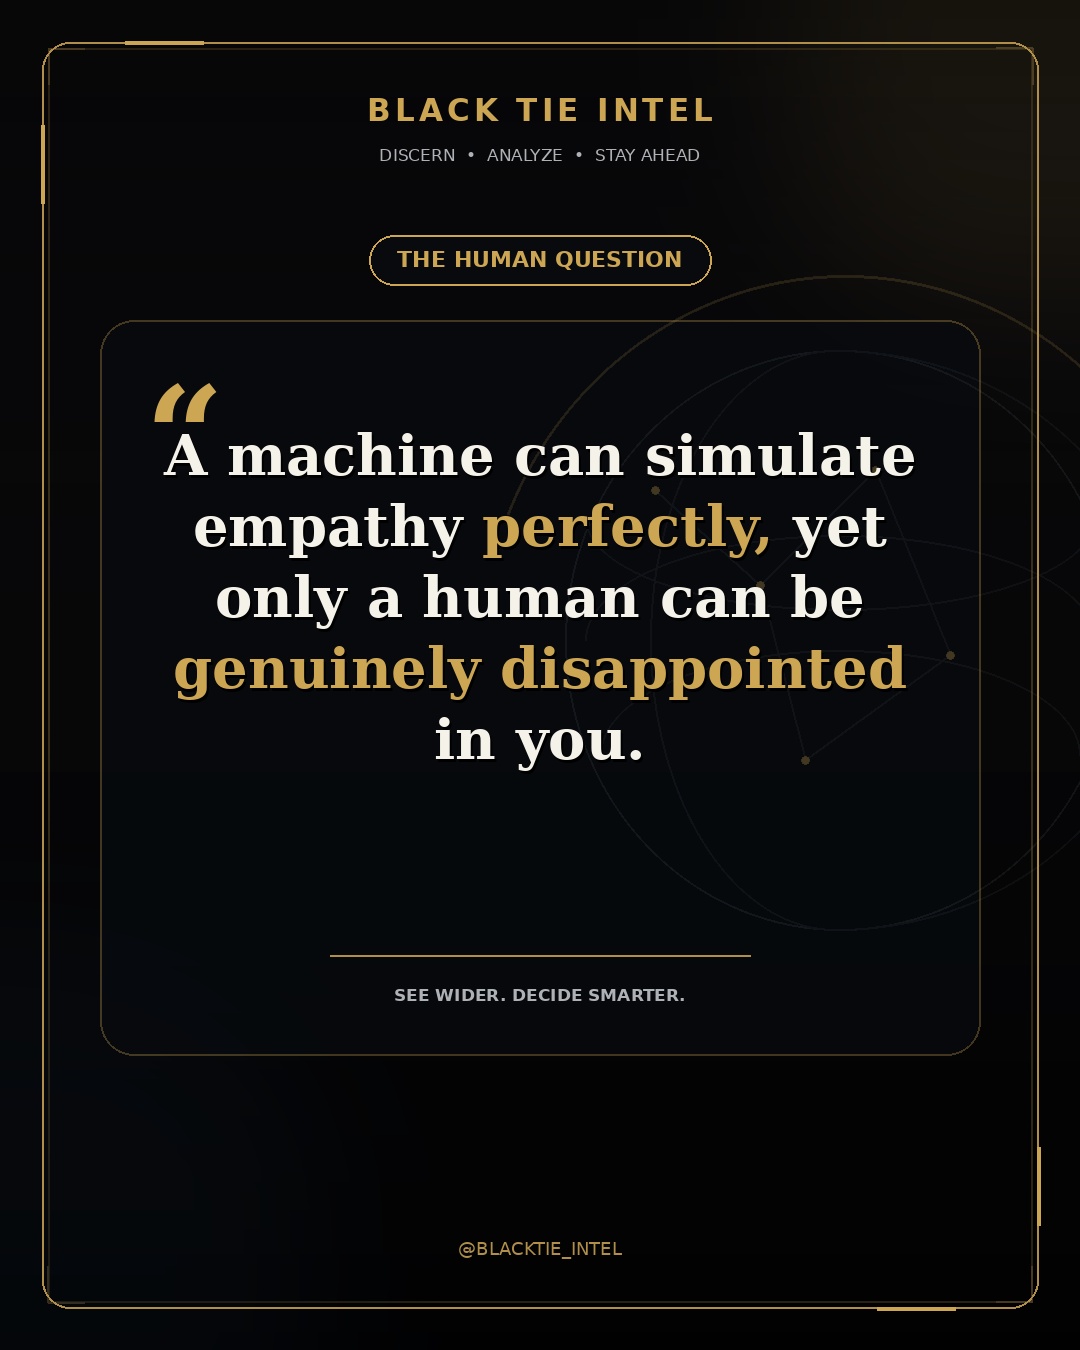 BLACK TIE INTEL
DISCERN • ANALYZE • STAY AHEAD
THE HUMAN QUESTION
“
A machine can simulate
empathy perfectly, yet
only a human can be
genuinely disappointed
in you.
SEE WIDER. DECIDE SMARTER.
@BLACKTIE_INTEL